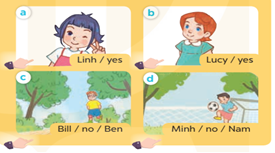 a
Linh / yes
b
Lucy / yes
c
Bill / no / Ben
d
Minh / no / Nam